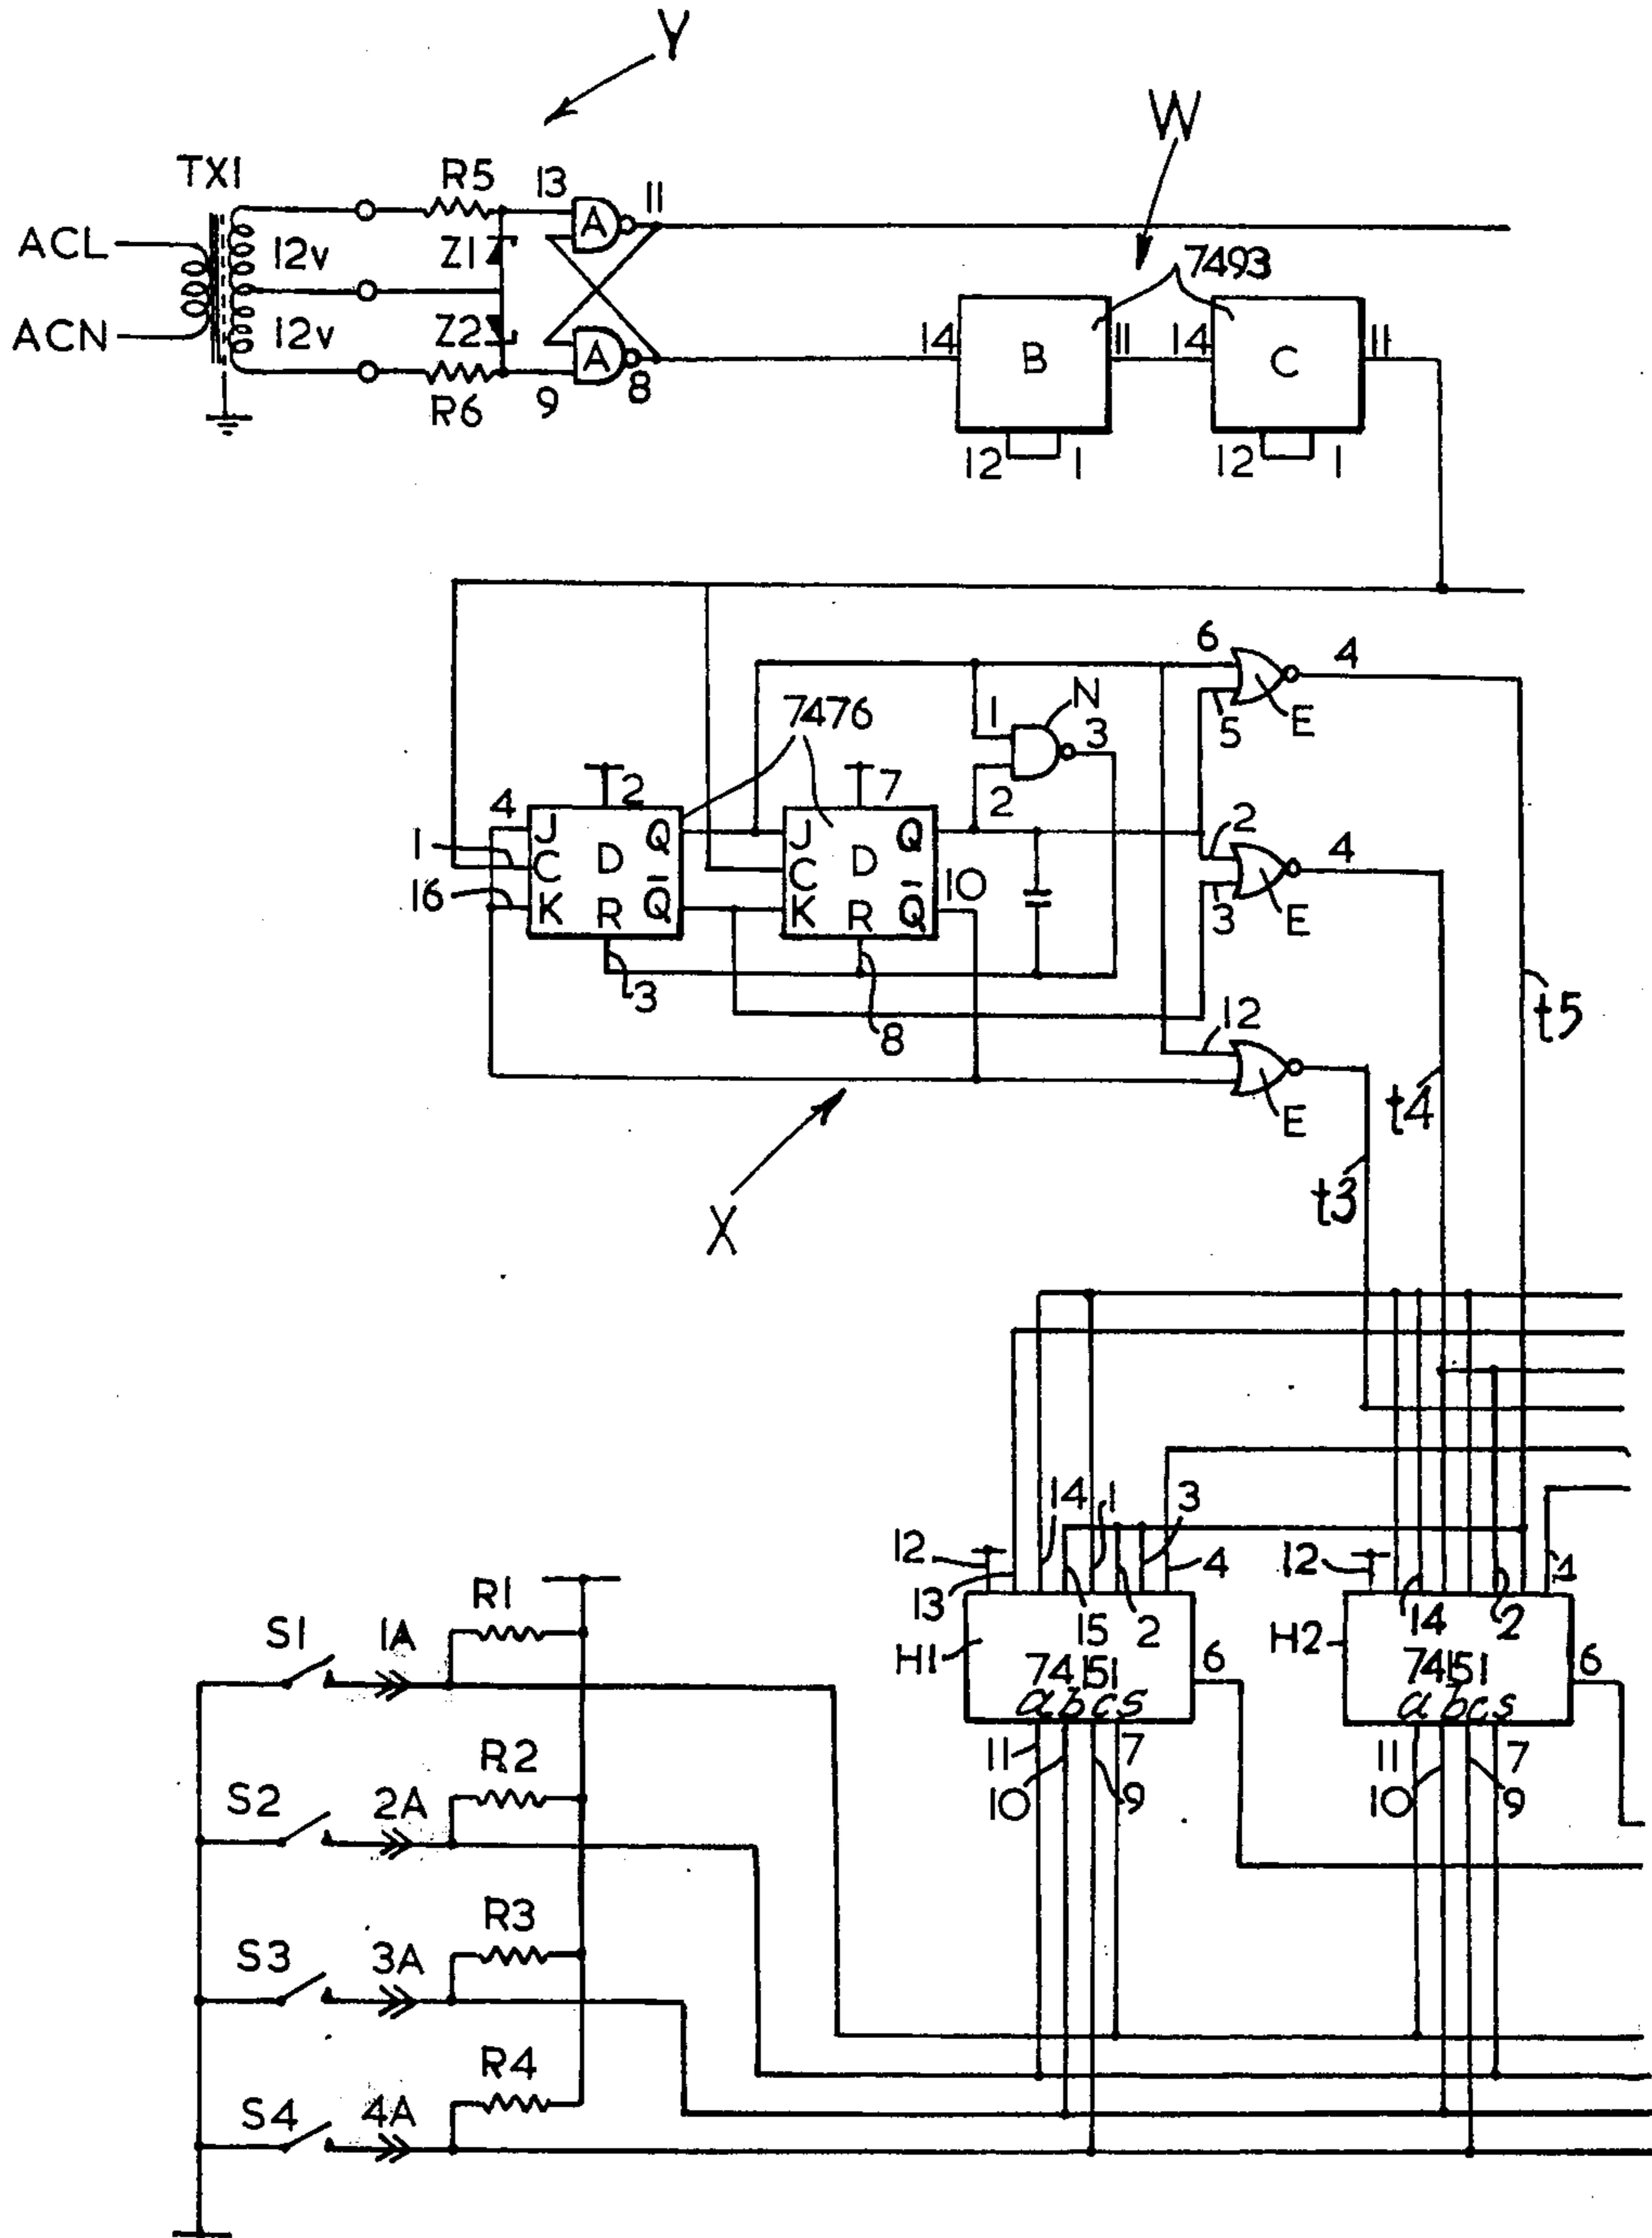 Y
W
TX1
R5
13
11
A
ACL
12v
Z1
7493
ACN
12v
Z2
14
B
11
14
C
11
A
R6
9
8
12
1
12
1
6
4
N
7476
1
3
5
E
2
7
2
4
J
Q
J
Q
2
4
1
C
D
C
D
10
16
K
R
Q̄
K
R
Q̄
3
E
3
8
12
t5
E
t4
t3
X
14
1
3
12
4
12
1
13
R1
15
2
14
2
S1
1A
H1
H2
74151
6
74151
6
a b c s
a b c s
R2
11
7
11
7
S2
2A
10
9
10
9
R3
S3
3A
R4
S4
4A